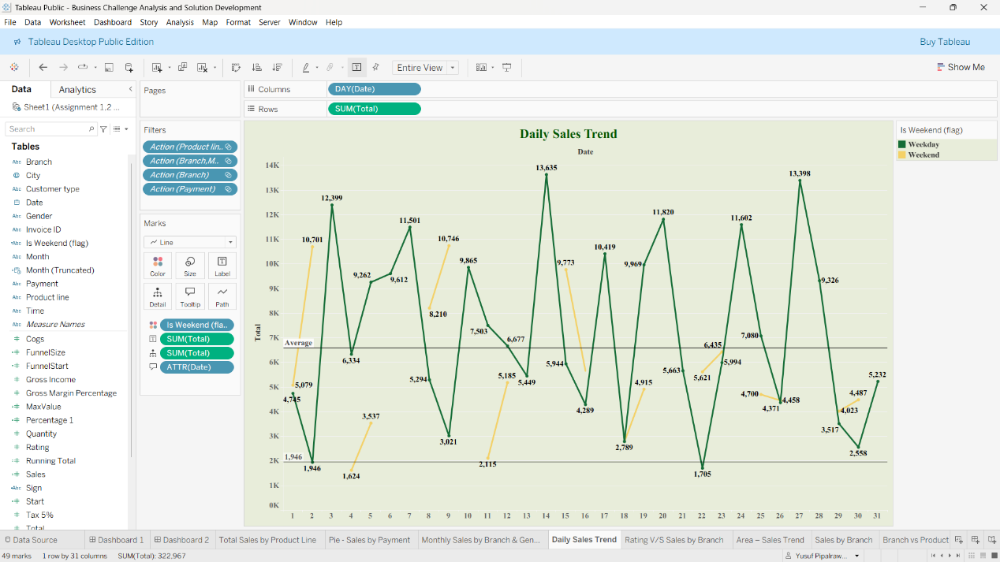 Tableau Public - Business Challenge Analysis and Solution Development
File Data Worksheet Dashboard Story Analysis Map Format Server Window Help
Tableau Desktop Public Edition
Buy Tableau
Entire View
Show Me
Data Analytics
Sheet1 (Assignment 1,2 ...
Search
Tables
Abc Branch
City
Abc Customer type
Date
Abc Gender
Abc Invoice ID
Abc Is Weekend (flag)
Abc Month
Month (Truncated)
Abc Payment
Abc Product line
Abc Time
Abc Measure Names
# Cogs
# FunnelSize
# FunnelStart
# Gross Income
# Gross Margin Percentage
# MaxValue
# Percentage 1
# Quantity
# Rating
# Running Total
# Sales
Abc Sign
# Start
# Tax 5%
# Total
Pages
Filters
Action (Product lin..
Action (Branch,M..
Action (Branch)
Action (Payment)
Marks
Line
Color Size Label
Detail Tooltip Path
Is Weekend (fla..
SUM(Total)
SUM(Total)
ATTR(Date)
Columns DAY(Date)
Rows SUM(Total)
Daily Sales Trend
Date
Total
14K
13K
12K
11K
10K
9K
8K
7K
6K
5K
4K
3K
2K
1K
0K
13,635
13,398
12,399
11,820
11,602
11,501
10,746
10,701
10,419
9,865
9,969
9,773
9,262
9,612
9,326
8,210
7,503
7,080
6,677
6,435
Average
6,334
5,944
5,994
5,663
5,621
5,449
5,294
5,185
5,232
5,079
4,915
4,745
4,700
4,487
4,458
4,371
4,289
4,023
3,537
3,517
3,021
2,789
2,558
2,115
1,946
1,946
1,705
1,624
1 2 3 4 5 6 7 8 9 10 11 12 13 14 15 16 17 18 19 20 21 22 23 24 25 26 27 28 29 30 31
Is Weekend (flag)
Weekday
Weekend
Data Source Dashboard 1 Dashboard 2 Total Sales by Product Line Pie - Sales by Payment Monthly Sales by Branch & Gen... Daily Sales Trend Rating V/S Sales by Branch Area – Sales Trend Sales by Branch Branch vs Product
49 marks 1 row by 31 columns SUM(Total): 322,967
Yusuf Pipalraw...